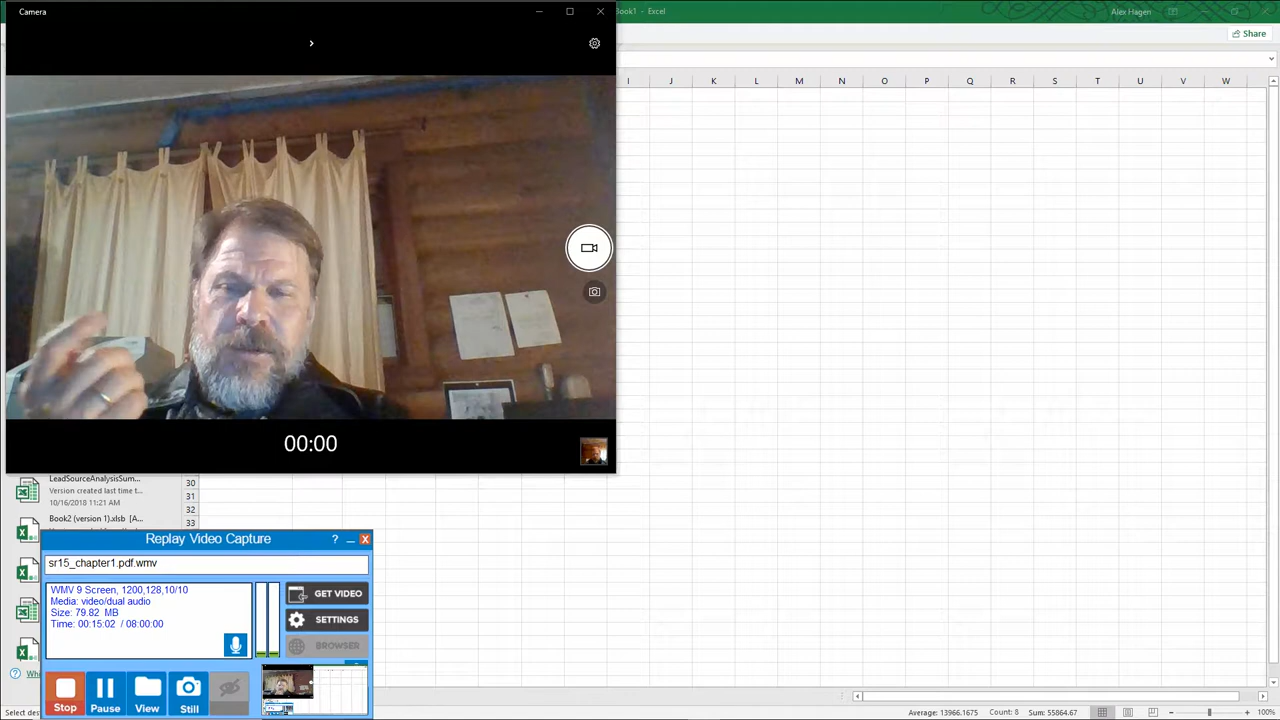 Camera
Book1 - Excel
Alex Hagen
Share
I J K L M N O P Q R S T U V W
00:00
LeadSourceAnalysisSum...
Version created last time t...
10/16/2018 11:21 AM
Book2 (version 1).xlsb [A...
30
31
32
33
Replay Video Capture
?
X
sr15_chapter1.pdf.wmv
WMV 9 Screen, 1200,128,10/10
Media: video/dual audio
Size: 79.82 MB
Time: 00:15:02 / 08:00:00
GET VIDEO
SETTINGS
BROWSER
Stop
Pause
View
Still
Whi
Select des
Average: 13966.1675 Count: 8 Sum: 55864.67
100%